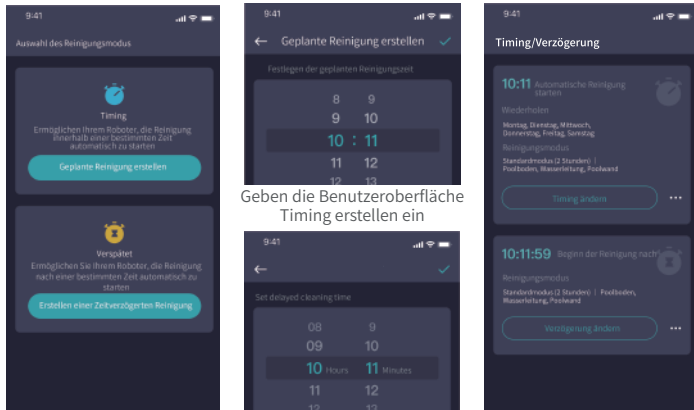 9:41
Auswahl des Reinigungsmodus
Timing
Ermöglichen Ihrem Roboter, die Reinigung
innerhalb einer bestimmten Zeit
automatisch zu starten
Geplante Reinigung erstellen
Verspätet
Ermöglichen Sie Ihrem Roboter, die Reinigung
nach einer bestimmten Zeit automatisch zu
starten
Erstellen einer Zeitverzögerten Reinigung
9:41
Geplante Reinigung erstellen
Festlegen der geplanten Reinigungszeit
8 9
9 10
10 : 11
11 12
12 13
Geben die Benutzeroberfläche
Timing erstellen ein
9:41
Set delayed cleaning time
08 9
09 10
10 Hours 11 Minutes
11 12
12 13
9:41
Timing/Verzögerung
10:11 Automatische Reinigung
starten
Wiederholen
Montag, Dienstag, Mittwoch,
Donnerstag, Freitag, Samstag
Reinigungsmodus
Standardmodus (2 Stunden) |
Poolboden, Wasserleitung, Poolwand
Timing ändern
10:11:59 Beginn der Reinigung nach
Reinigungsmodus
Standardmodus (2 Stunden) | Poolboden,
Wasserleitung, Poolwand
Verzögerung ändern